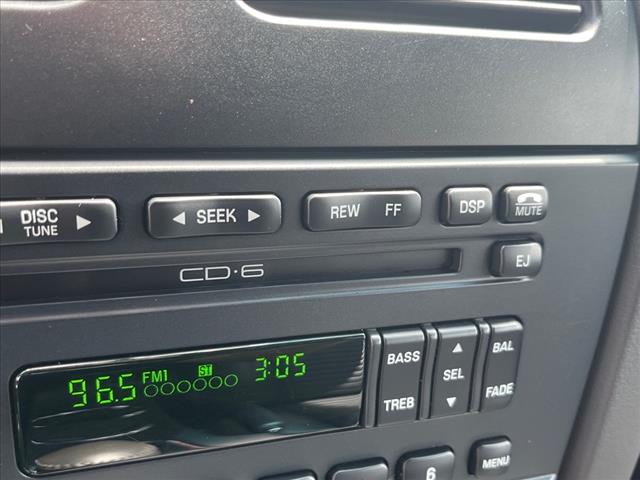 DISC
TUNE
SEEK
REW FF
DSP
MUTE
CD·6
EJ
96.5 FM1 ST 3:05
BASS
TREB
SEL
BAL
FADE
6
MENU